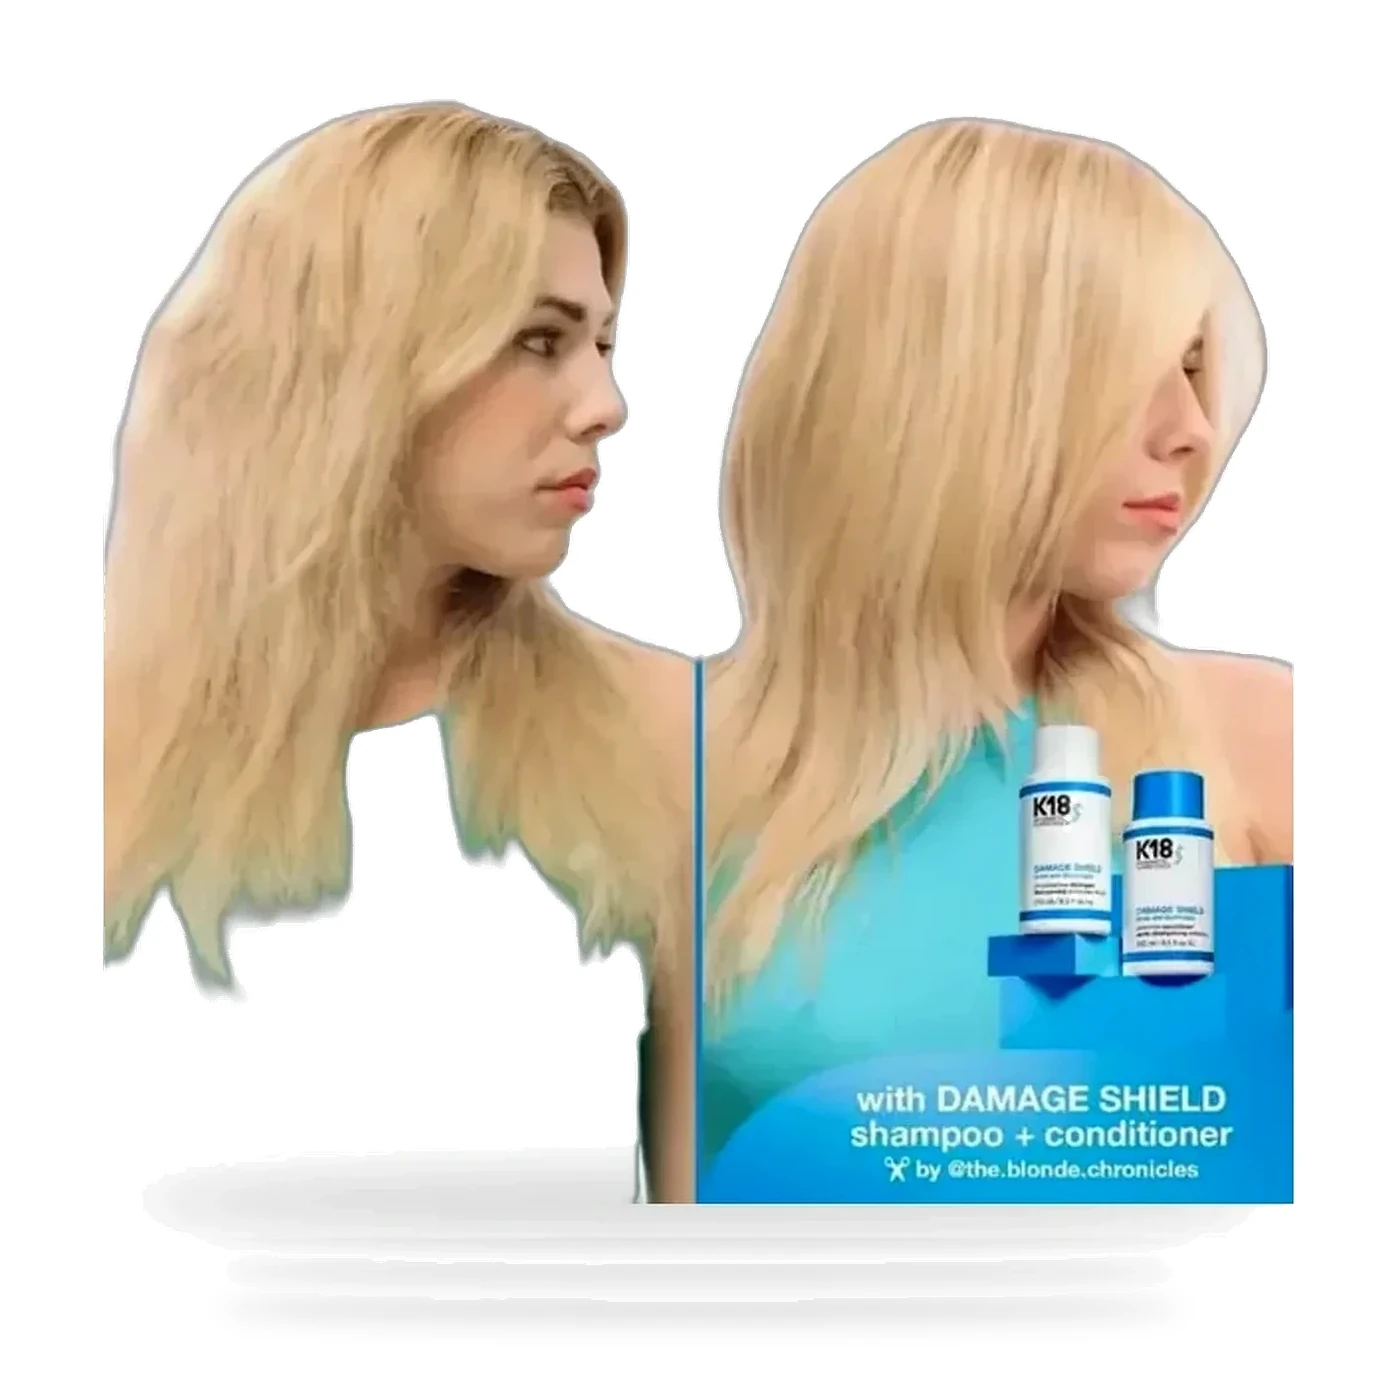 K18
DAMAGE SHIELD
K18
DAMAGE SHIELD
with DAMAGE SHIELD
shampoo + conditioner
by @the.blonde.chronicles